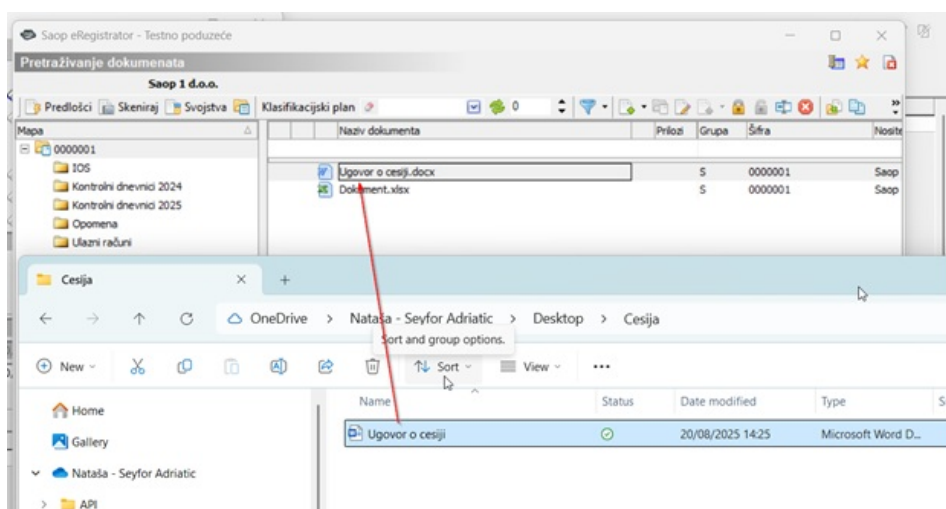 Saop eRegistrator - Testno poduzeće
Pretraživanje dokumenata
Saop 1 d.o.o.
Predlošci Skeniraj Svojstva Klasifikacijski plan 0
Mapa Naziv dokumenta Prilozi Grupa Šifra Nosite
0000001
IOS Ugovor o cesiji.docx S 0000001 Saop
Kontrolni dnevnici 2024 Dokument.xlsx S 0000001 Saop
Kontrolni dnevnici 2025
Opomena
Ulazni računi
Cesija
OneDrive > Nataša - Seyfor Adriatic > Desktop > Cesija
Sort and group options.
New Sort View
Name Status Date modified Type S
Home
Ugovor o cesiji 20/08/2025 14:25 Microsoft Word D...
Gallery
Nataša - Seyfor Adriatic
API